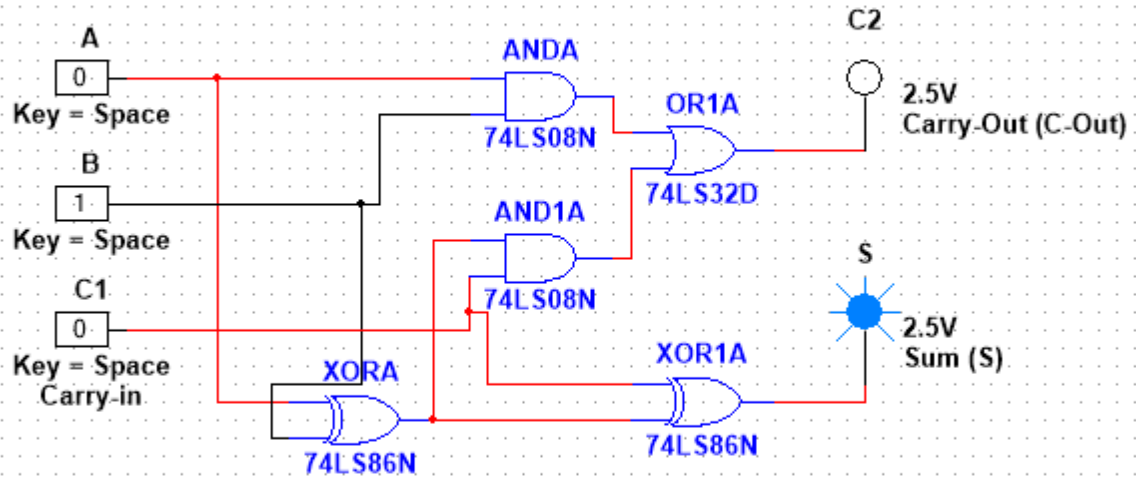 A
0
Key = Space
B
1
Key = Space
C1
0
Key = Space
Carry-in
ANDA
74LS08N
AND1A
74LS08N
XORA
74LS86N
OR1A
74LS32D
XOR1A
74LS86N
C2
2.5V
Carry-Out (C-Out)
S
2.5V
Sum (S)